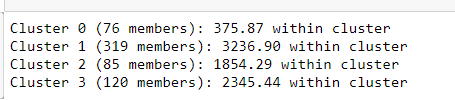 Cluster 0 (76 members): 375.87 within cluster
Cluster 1 (319 members): 3236.90 within cluster
Cluster 2 (85 members): 1854.29 within cluster
Cluster 3 (120 members): 2345.44 within cluster